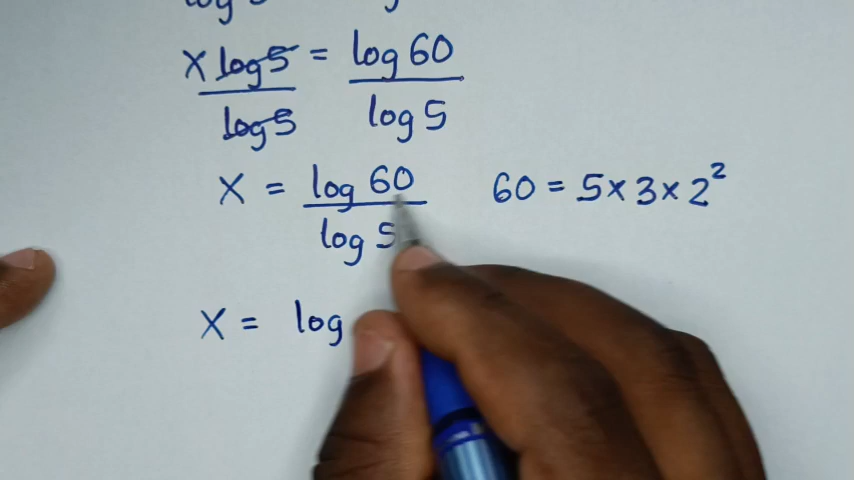 x log 5 = log 60
log 5 log 5
x = log 60 60 = 5 × 3 × 2²
log 5
x = log